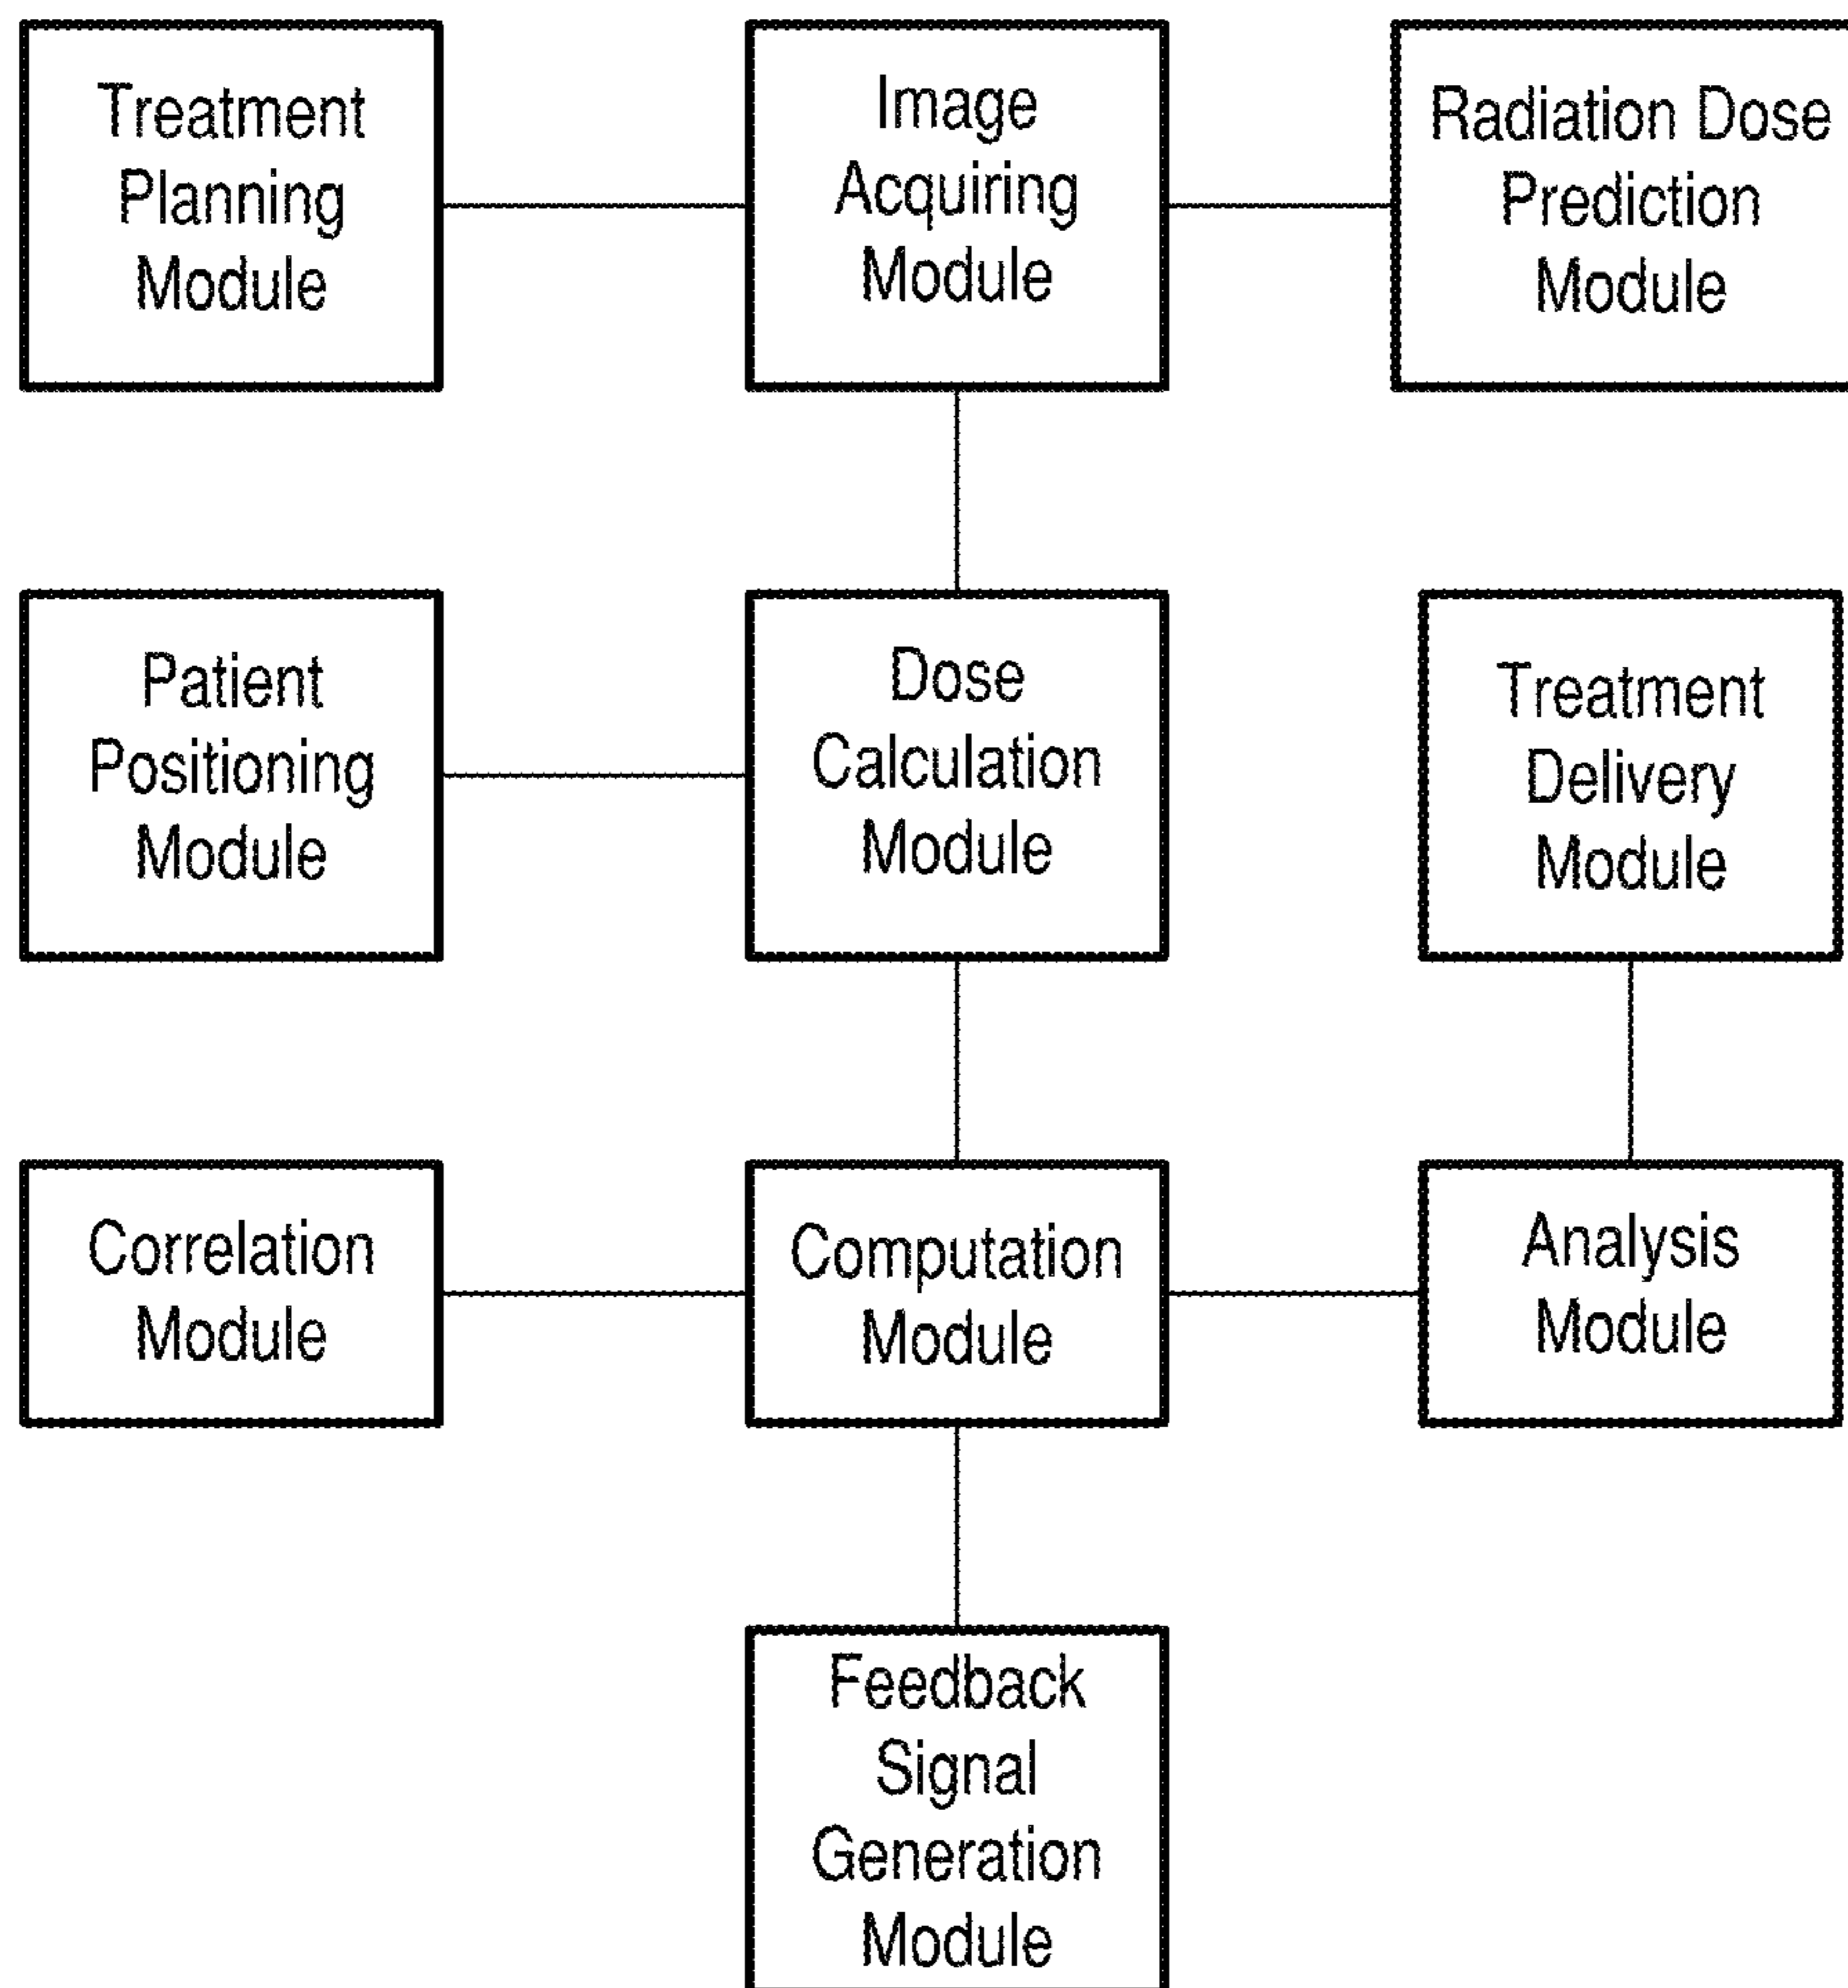 Treatment
Planning
Module
Image
Acquiring
Module
Radiation Dose
Prediction
Module
Patient
Positioning
Module
Dose
Calculation
Module
Treatment
Delivery
Module
Correlation
Module
Computation
Module
Analysis
Module
Feedback
Signal
Generation
Module